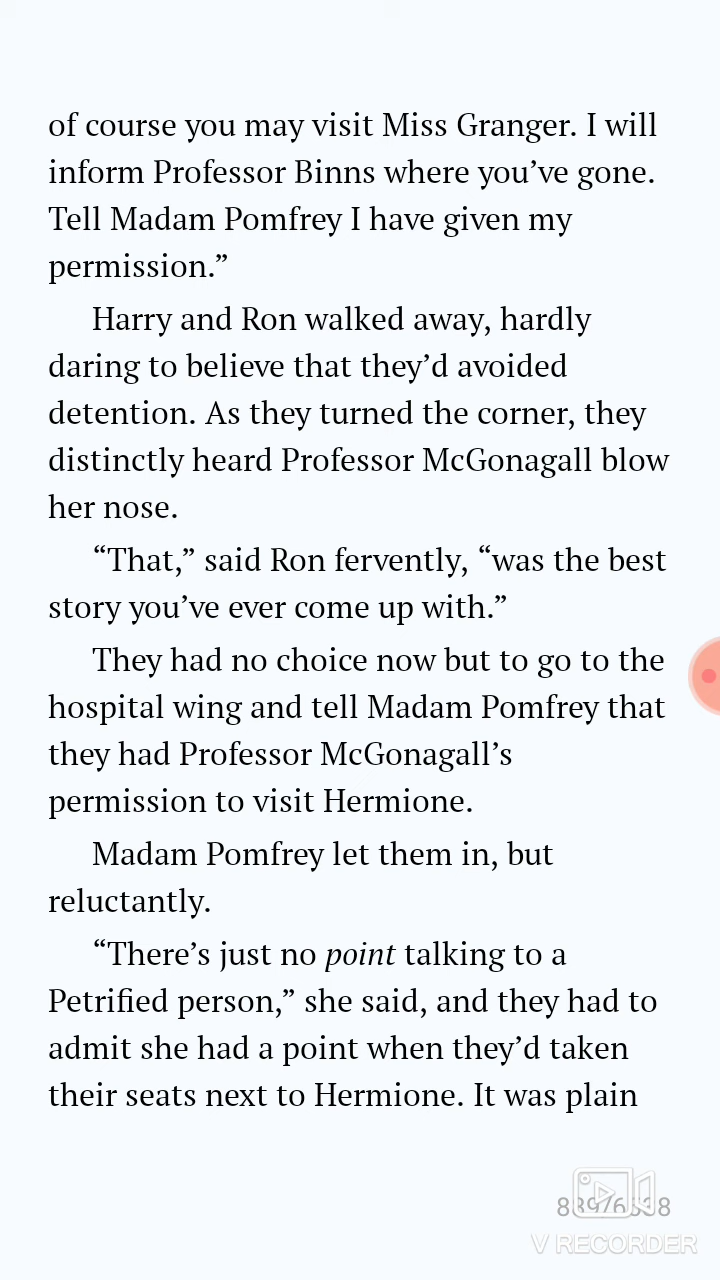 of course you may visit Miss Granger. I will
inform Professor Binns where you’ve gone.
Tell Madam Pomfrey I have given my
permission.”
Harry and Ron walked away, hardly
daring to believe that they’d avoided
detention. As they turned the corner, they
distinctly heard Professor McGonagall blow
her nose.
“That,” said Ron fervently, “was the best
story you’ve ever come up with.”
They had no choice now but to go to the
hospital wing and tell Madam Pomfrey that
they had Professor McGonagall’s
permission to visit Hermione.
Madam Pomfrey let them in, but
reluctantly.
“There’s just no point talking to a
Petrified person,” she said, and they had to
admit she had a point when they’d taken
their seats next to Hermione. It was plain
V RECORDER